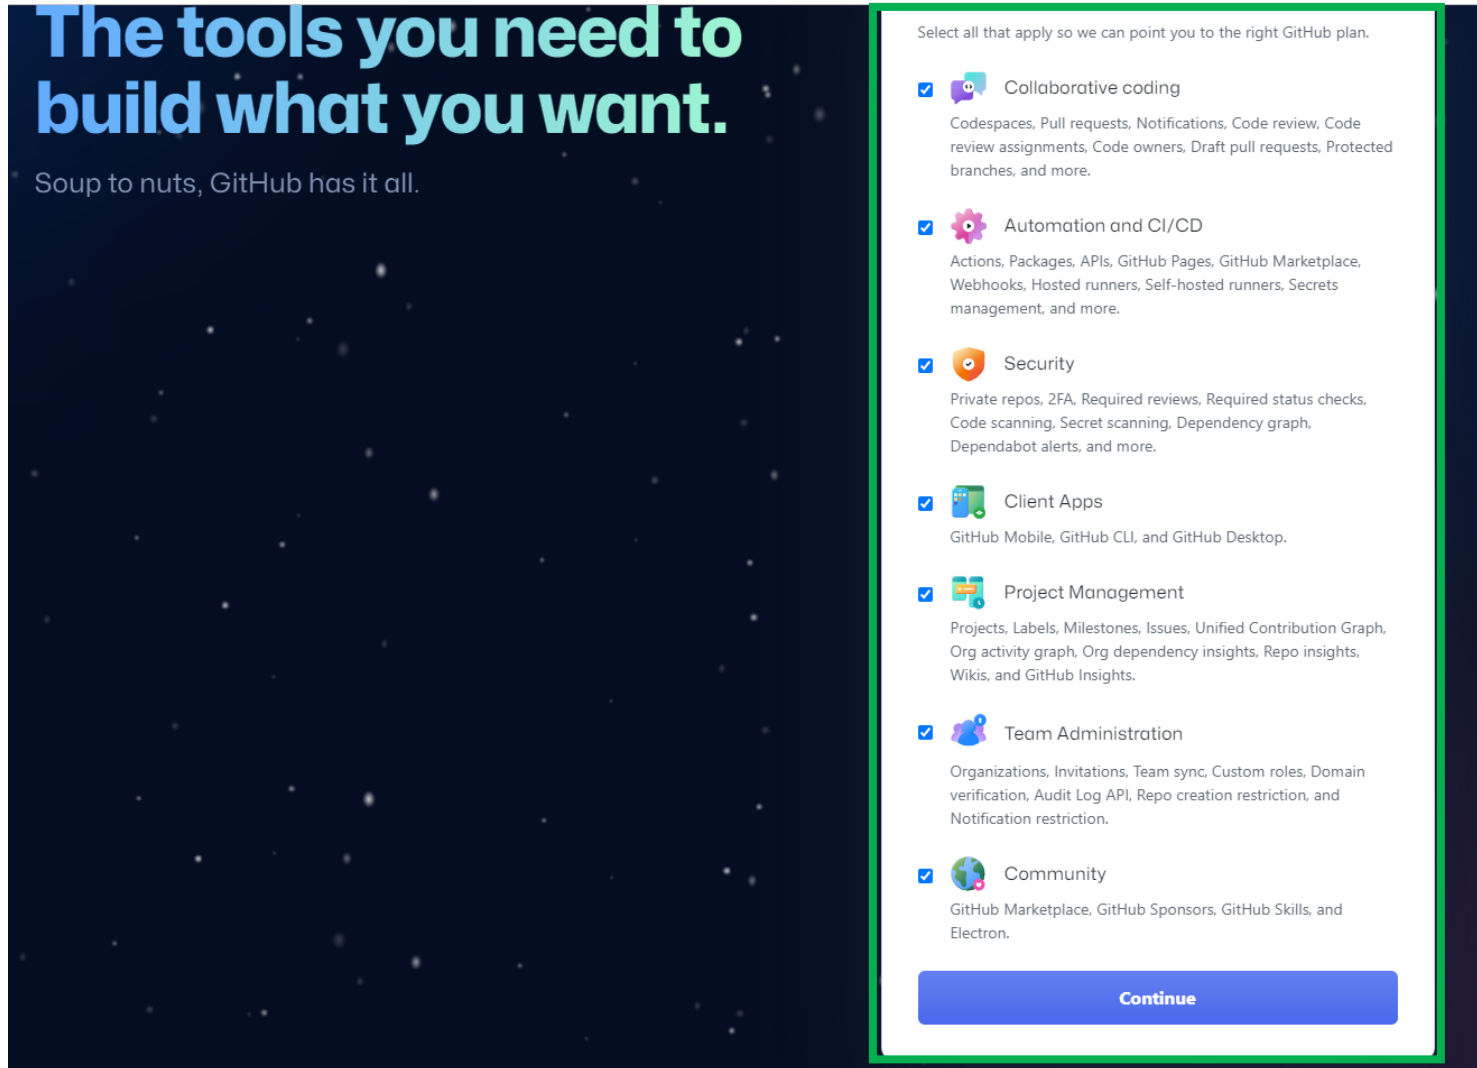 The tools you need to
build what you want.
Soup to nuts, GitHub has it all.
Select all that apply so we can point you to the right GitHub plan.
Collaborative coding
Codespaces, Pull requests, Notifications, Code review, Code
review assignments, Code owners, Draft pull requests, Protected
branches, and more.
Automation and CI/CD
Actions, Packages, APIs, GitHub Pages, GitHub Marketplace,
Webhooks, Hosted runners, Self-hosted runners, Secrets
management, and more.
Security
Private repos, 2FA, Required reviews, Required status checks,
Code scanning, Secret scanning, Dependency graph,
Dependabot alerts, and more.
Client Apps
GitHub Mobile, GitHub CLI, and GitHub Desktop.
Project Management
Projects, Labels, Milestones, Issues, Unified Contribution Graph,
Org activity graph, Org dependency insights, Repo insights,
Wikis, and GitHub Insights.
Team Administration
Organizations, Invitations, Team sync, Custom roles, Domain
verification, Audit Log API, Repo creation restriction, and
Notification restriction.
Community
GitHub Marketplace, GitHub Sponsors, GitHub Skills, and
Electron.
Continue